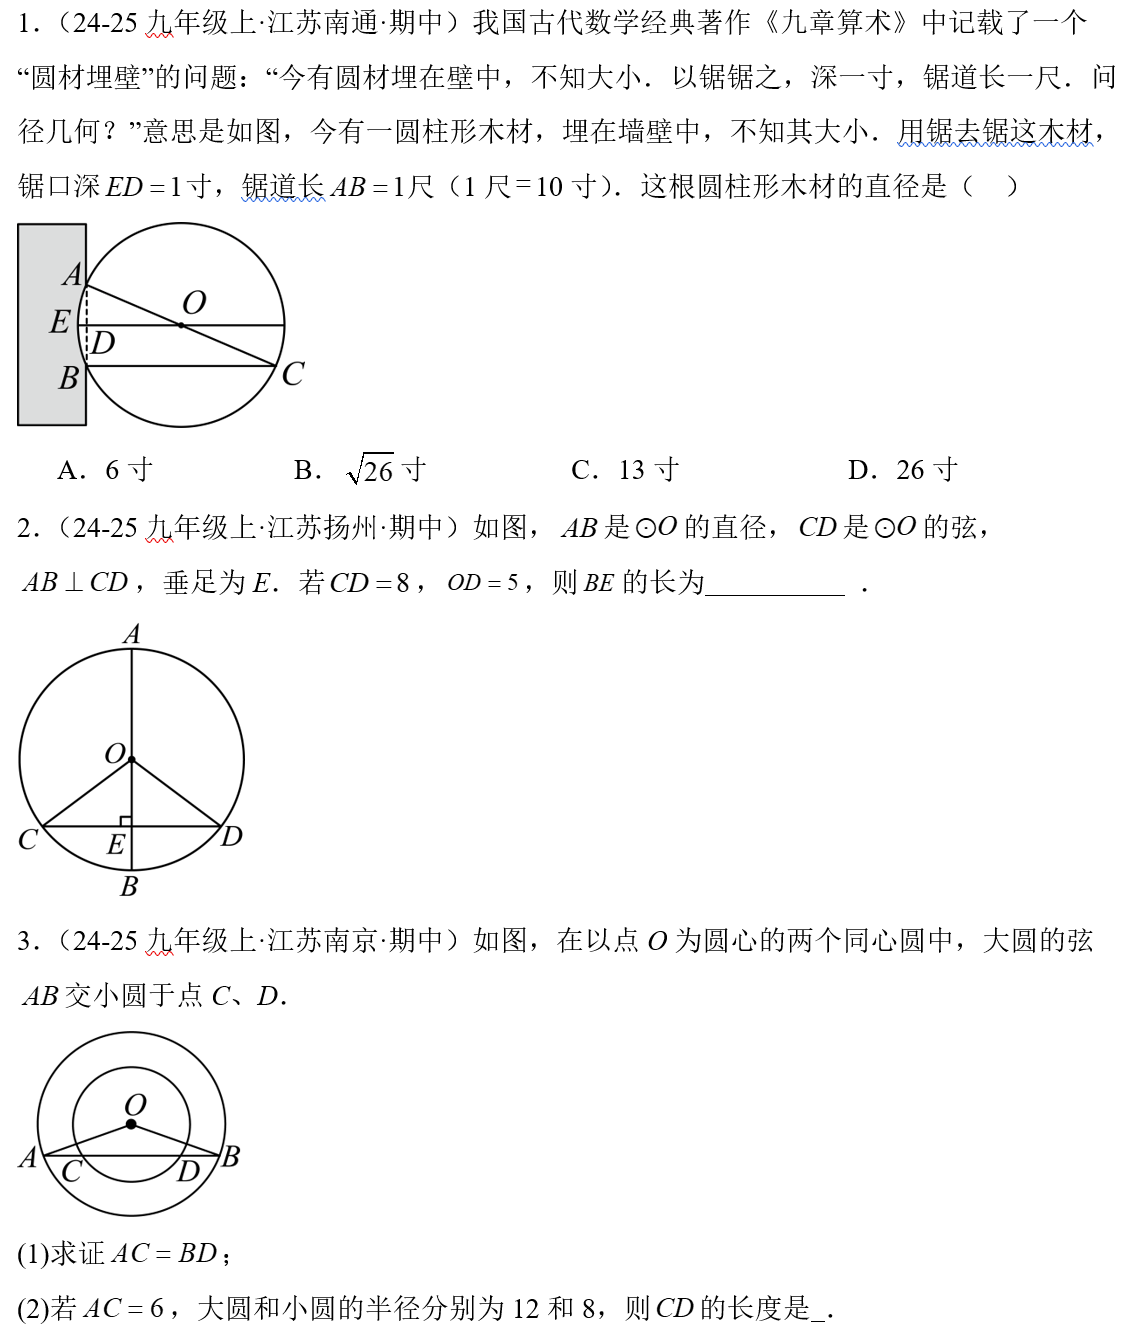 1.（24-25 九年级上·江苏南通·期中）我国古代数学经典著作《九章算术》中记载了一个
“圆材埋壁”的问题：“今有圆材埋在壁中，不知大小．以锯锯之，深一寸，锯道长一尺．问
径几何？”意思是如图，今有一圆柱形木材，埋在墙壁中，不知其大小．用锯去锯这木材，
锯口深 ED = 1寸，锯道长 AB = 1尺（1 尺 = 10 寸）．这根圆柱形木材的直径是（　）
A
E
D
B
O
C
A．6 寸 B．√26 寸 C．13 寸 D．26 寸
2.（24-25 九年级上·江苏扬州·期中）如图，AB 是 ⊙O 的直径，CD 是 ⊙O 的弦，
AB ⊥ CD，垂足为 E．若 CD = 8，OD = 5，则 BE 的长为__________ ．
A
O
C
E
D
B
3.（24-25 九年级上·江苏南京·期中）如图，在以点 O 为圆心的两个同心圆中，大圆的弦
AB 交小圆于点 C、D．
O
A
C
D
B
(1)求证 AC = BD；
(2)若 AC = 6，大圆和小圆的半径分别为 12 和 8，则 CD 的长度是_．